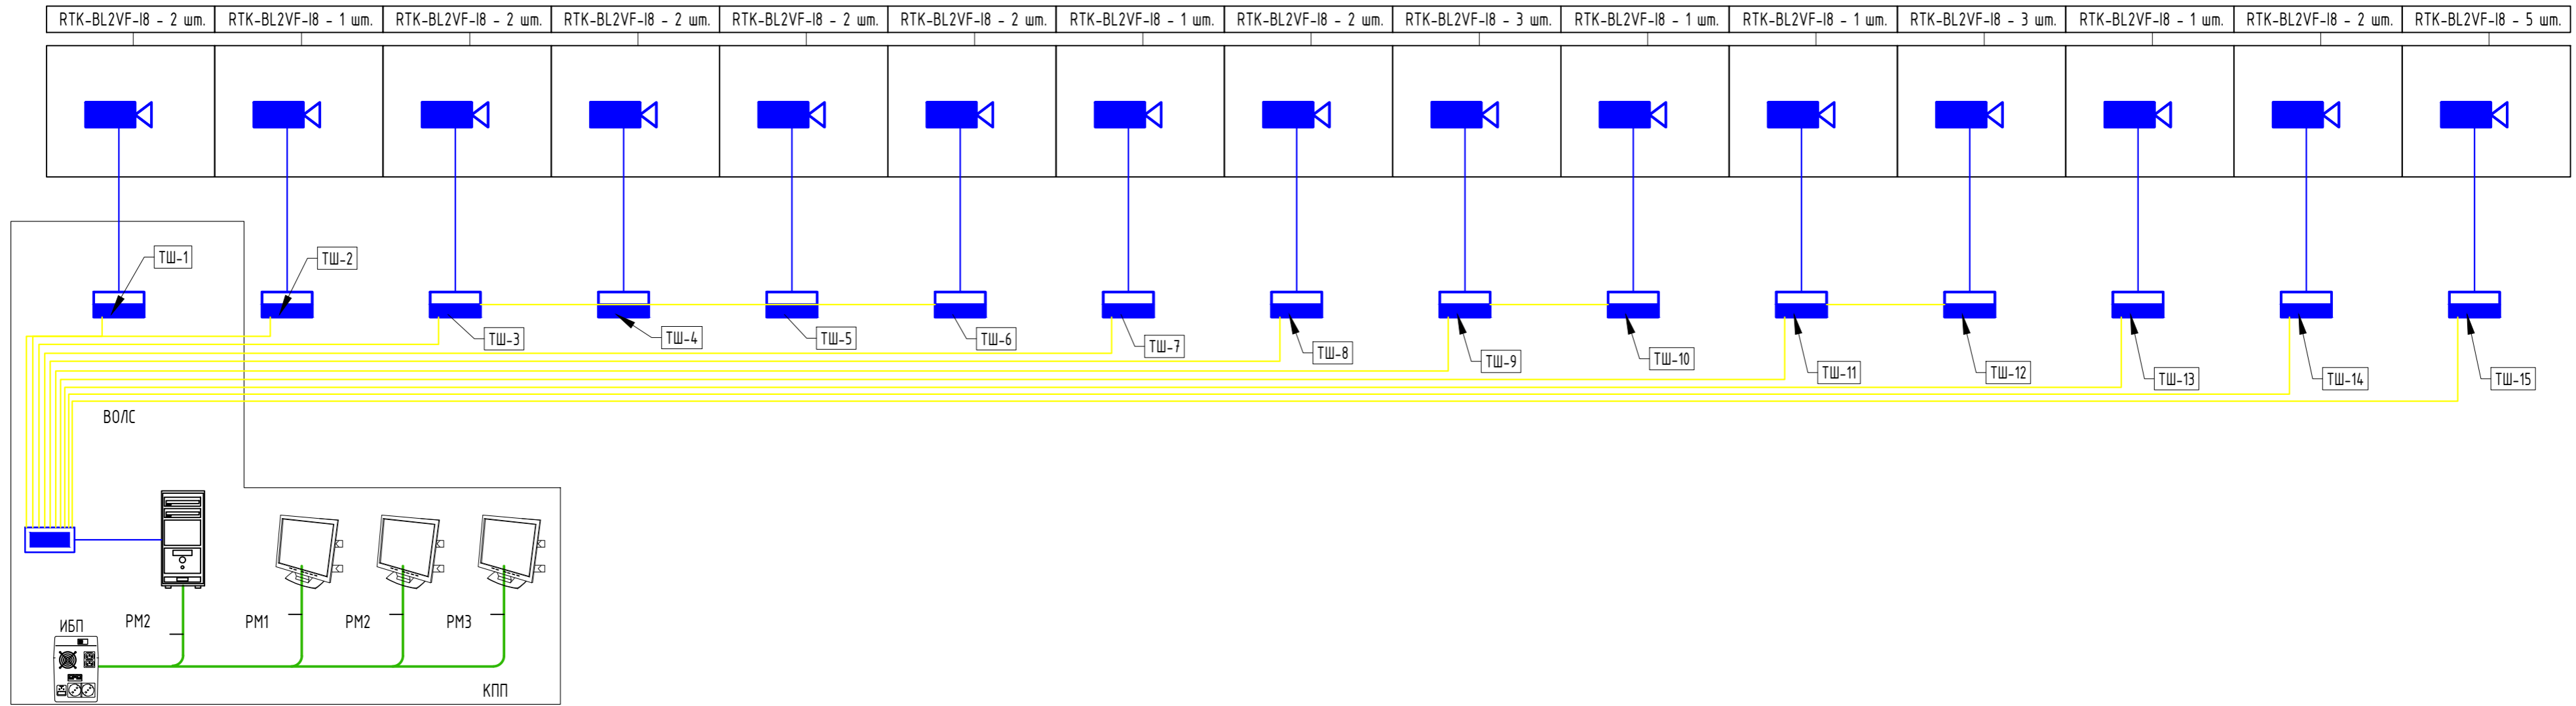 RTK-BL2VF-I8 - 2 шт.
RTK-BL2VF-I8 - 1 шт.
RTK-BL2VF-I8 - 2 шт.
RTK-BL2VF-I8 - 2 шт.
RTK-BL2VF-I8 - 2 шт.
RTK-BL2VF-I8 - 2 шт.
RTK-BL2VF-I8 - 1 шт.
RTK-BL2VF-I8 - 2 шт.
RTK-BL2VF-I8 - 3 шт.
RTK-BL2VF-I8 - 1 шт.
RTK-BL2VF-I8 - 1 шт.
RTK-BL2VF-I8 - 3 шт.
RTK-BL2VF-I8 - 1 шт.
RTK-BL2VF-I8 - 2 шт.
RTK-BL2VF-I8 - 5 шт.
ТШ-1
ТШ-2
ТШ-3
ТШ-4
ТШ-5
ТШ-6
ТШ-7
ТШ-8
ТШ-9
ТШ-10
ТШ-11
ТШ-12
ТШ-13
ТШ-14
ТШ-15
ВОЛС
ИБП
РМ2
РМ1
РМ2
РМ3
КПП